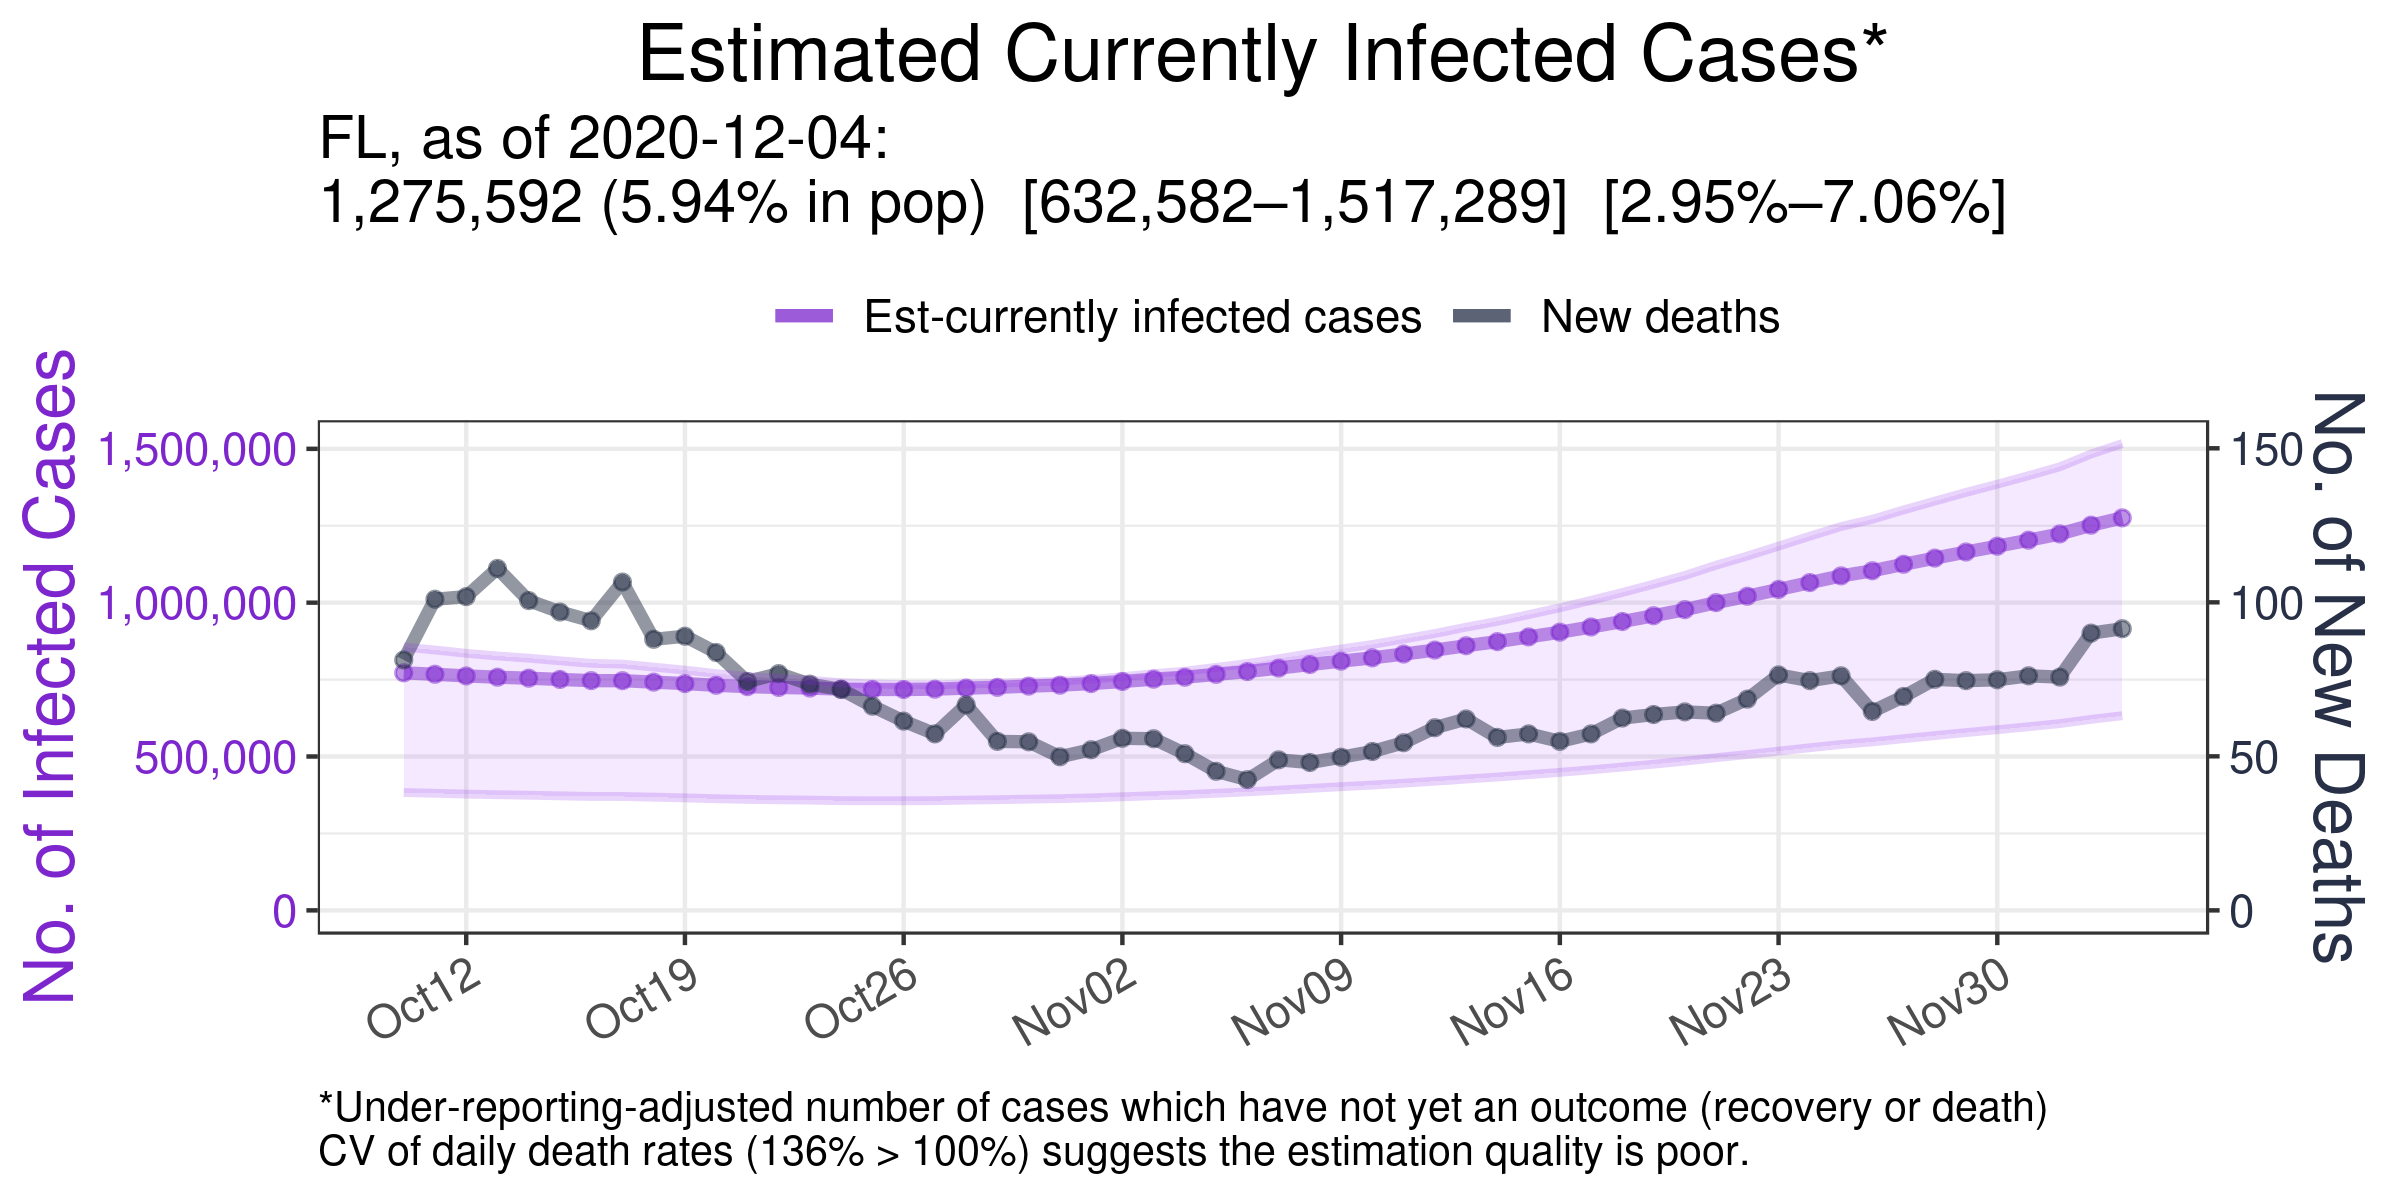 Estimated Currently Infected Cases*
FL, as of 2020-12-04:
1,275,592 (5.94% in pop) [632,582–1,517,289] [2.95%–7.06%]
Est-currently infected cases
New deaths
No. of Infected Cases
1,500,000
1,000,000
500,000
0
150
100
50
0
No. of New Deaths
Oct12
Oct19
Oct26
Nov02
Nov09
Nov16
Nov23
Nov30
*Under-reporting-adjusted number of cases which have not yet an outcome (recovery or death)
CV of daily death rates (136% > 100%) suggests the estimation quality is poor.